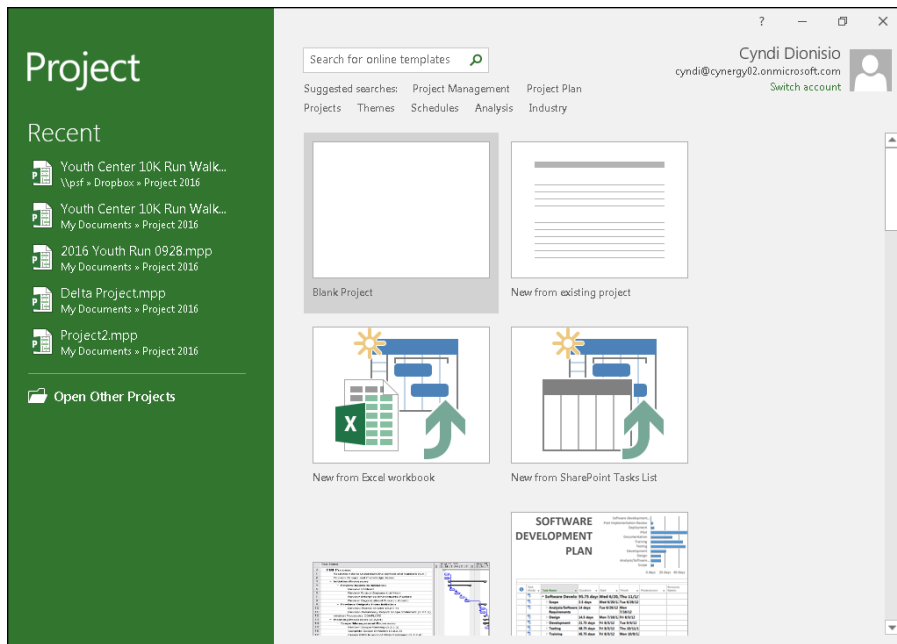 ?
Project
Recent
Youth Center 10K Run Walk...
\\psf » Dropbox » Project 2016
Youth Center 10K Run Walk...
My Documents » Project 2016
2016 Youth Run 0928.mpp
My Documents » Project 2016
Delta Project.mpp
My Documents » Project 2016
Project2.mpp
My Documents » Project 2016
Open Other Projects
Search for online templates
Suggested searches: Project Management Project Plan
Projects Themes Schedules Analysis Industry
Cyndi Dionisio
cyndi@cynergy02.onmicrosoft.com
Switch account
Blank Project
New from existing project
X
New from Excel workbook
New from SharePoint Tasks List
SOFTWARE
DEVELOPMENT
PLAN